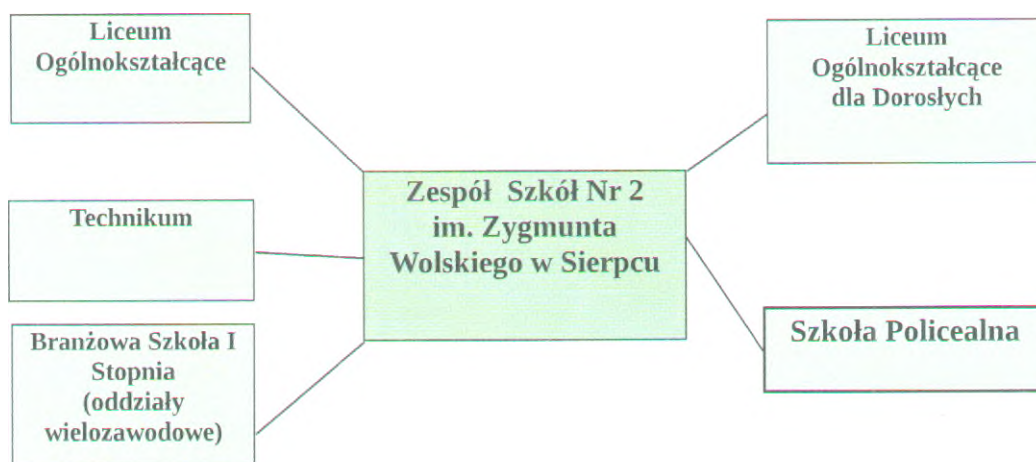 Liceum
Ogólnokształcące
Technikum
Branżowa Szkoła I
Stopnia
(oddziały
wielozawodowe)
Zespół Szkół Nr 2
im. Zygmunta
Wolskiego w Sierpcu
Liceum
Ogólnokształcące
dla Dorosłych
Szkoła Policealna